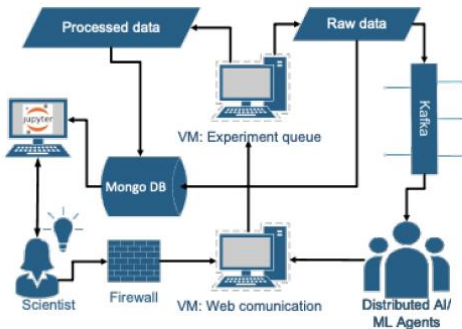 Processed data
Raw data
jupyter
VM: Experiment queue
Kafka
Mongo DB
Scientist
Firewall
VM: Web comunication
Distributed AI/
ML Agents